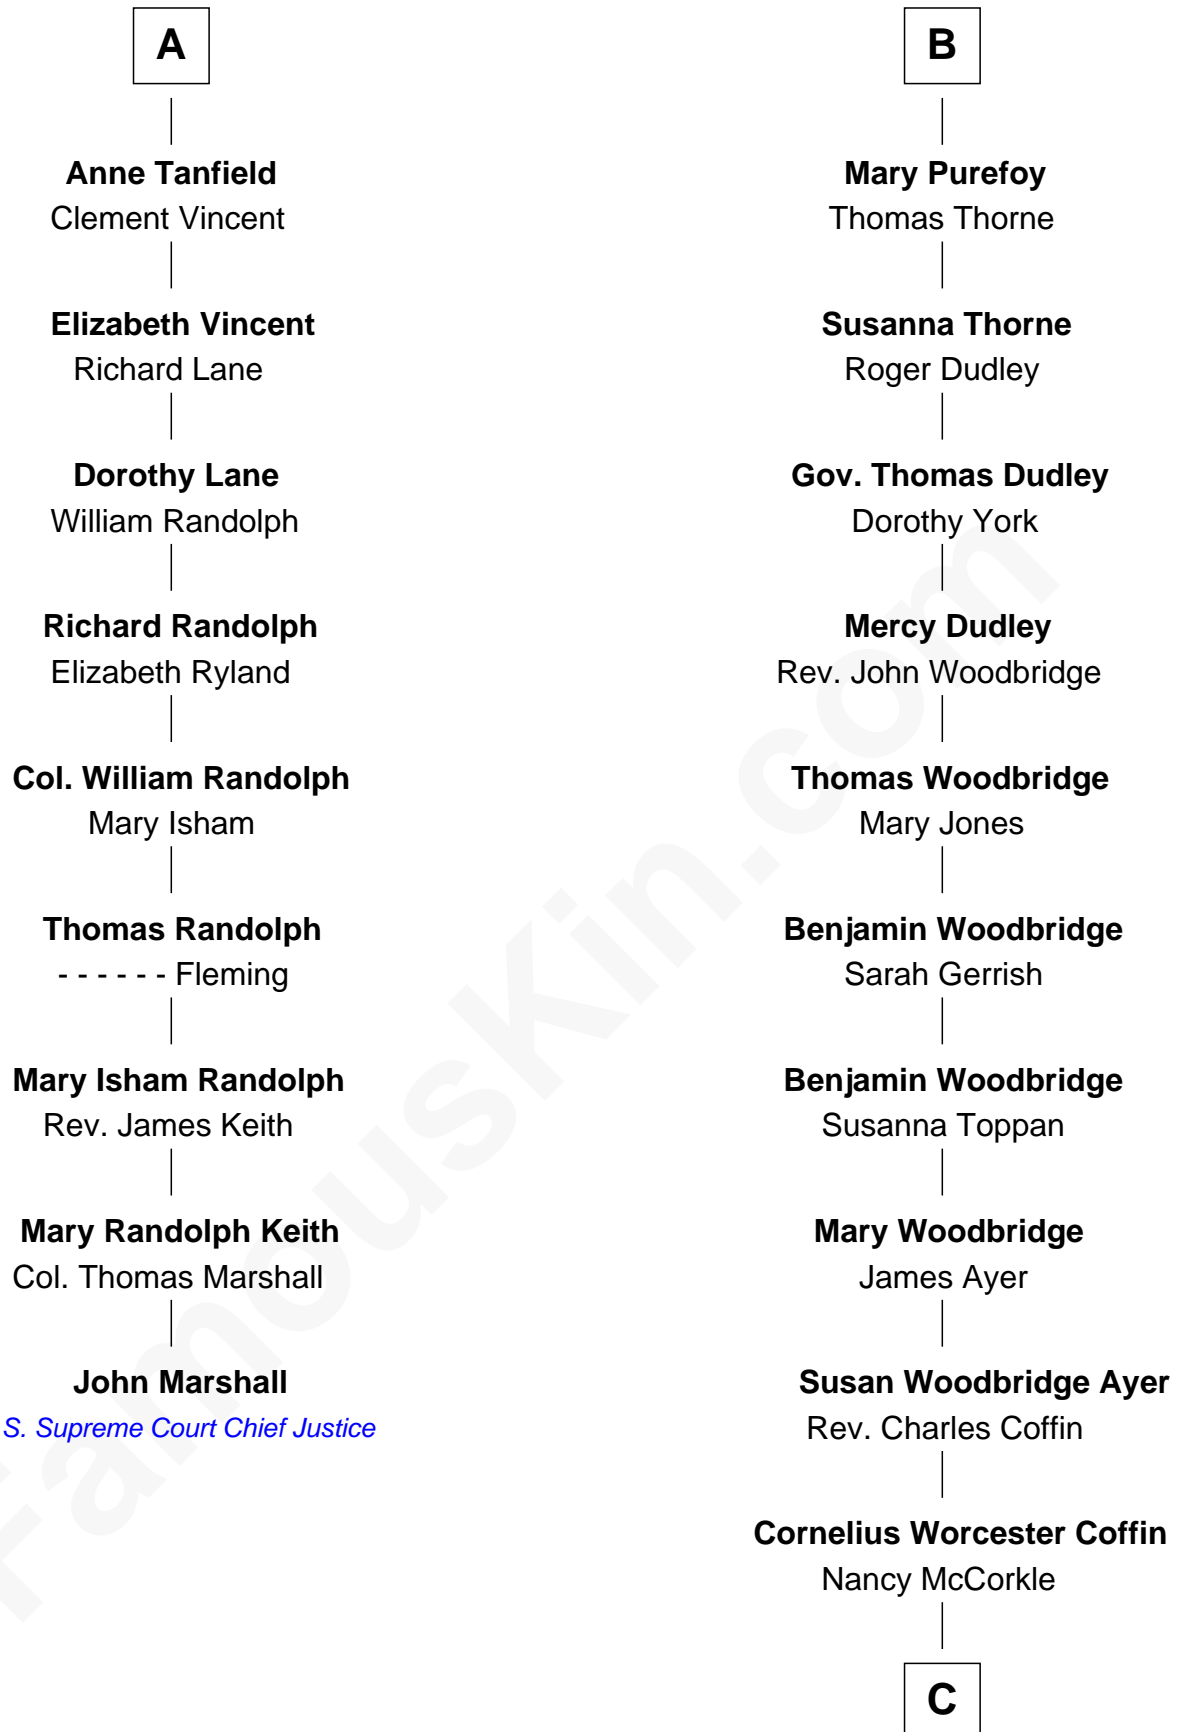 A
Anne Tanfield
Clement Vincent
Elizabeth Vincent
Richard Lane
Dorothy Lane
William Randolph
Richard Randolph
Elizabeth Ryland
Col. William Randolph
Mary Isham
Thomas Randolph
- - - - - - Fleming
Mary Isham Randolph
Rev. James Keith
Mary Randolph Keith
Col. Thomas Marshall
John Marshall
S. Supreme Court Chief Justice
B
Mary Purefoy
Thomas Thorne
Susanna Thorne
Roger Dudley
Gov. Thomas Dudley
Dorothy York
Mercy Dudley
Rev. John Woodbridge
Thomas Woodbridge
Mary Jones
Benjamin Woodbridge
Sarah Gerrish
Benjamin Woodbridge
Susanna Toppan
Mary Woodbridge
James Ayer
Susan Woodbridge Ayer
Rev. Charles Coffin
Cornelius Worcester Coffin
Nancy McCorkle
C
FamousKin.com